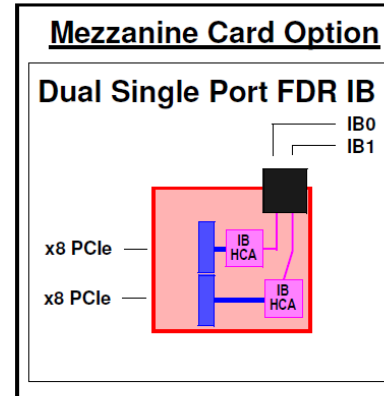 Mezzanine Card Option
Dual Single Port FDR IB
IB0
IB1
x8 PCIe
IB
HCA
x8 PCIe
IB
HCA